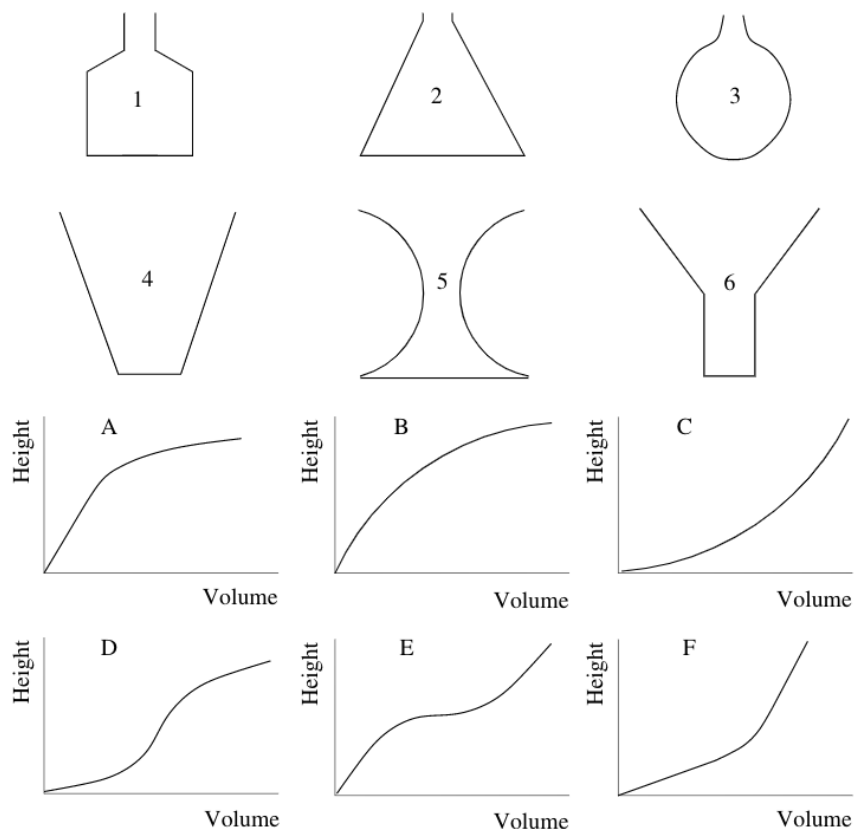 1
2
3
4
5
6
A
B
C
Height
Height
Height
Volume
Volume
Volume
D
E
F
Height
Height
Height
Volume
Volume
Volume